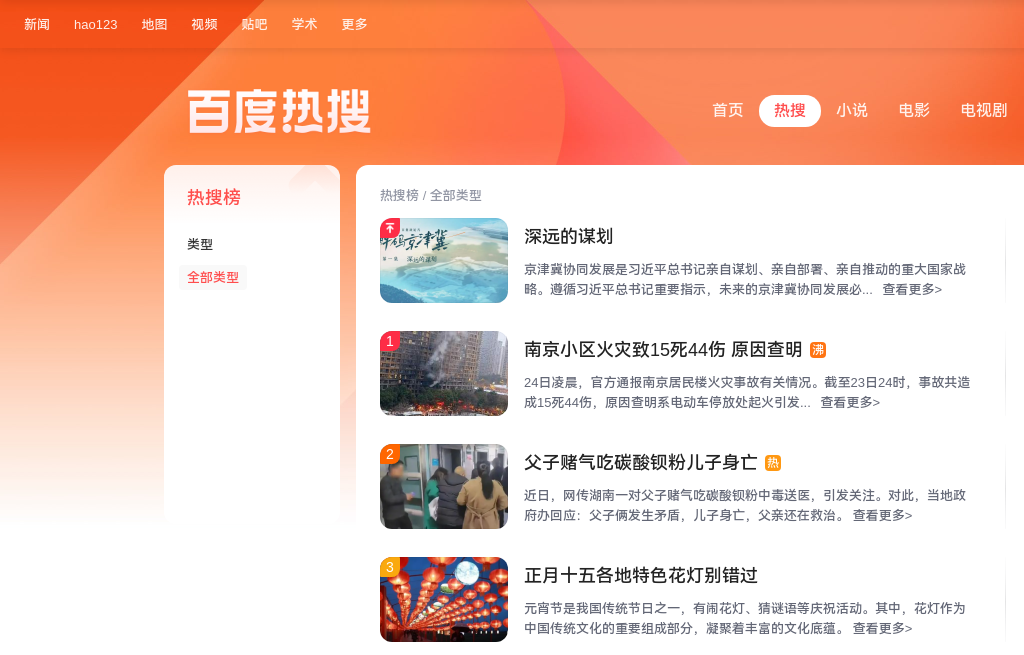 新闻 hao123 地图 视频 贴吧 学术 更多
百度热搜
首页 热搜 小说 电影 电视剧
热搜榜
类型
全部类型
热搜榜 / 全部类型
深远的谋划
京津冀协同发展是习近平总书记亲自谋划、亲自部署、亲自推动的重大国家战
略。遵循习近平总书记重要指示，未来的京津冀协同发展必... 查看更多>
1
南京小区火灾致15死44伤 原因查明 沸
24日凌晨，官方通报南京居民楼火灾事故有关情况。截至23日24时，事故共造
成15死44伤，原因查明系电动车停放处起火引发... 查看更多>
2
父子赌气吃碳酸钡粉儿子身亡 热
近日，网传湖南一对父子赌气吃碳酸钡粉中毒送医，引发关注。对此，当地政
府办回应：父子俩发生矛盾，儿子身亡，父亲还在救治。 查看更多>
3
正月十五各地特色花灯别错过
元宵节是我国传统节日之一，有闹花灯、猜谜语等庆祝活动。其中，花灯作为
中国传统文化的重要组成部分，凝聚着丰富的文化底蕴。 查看更多>